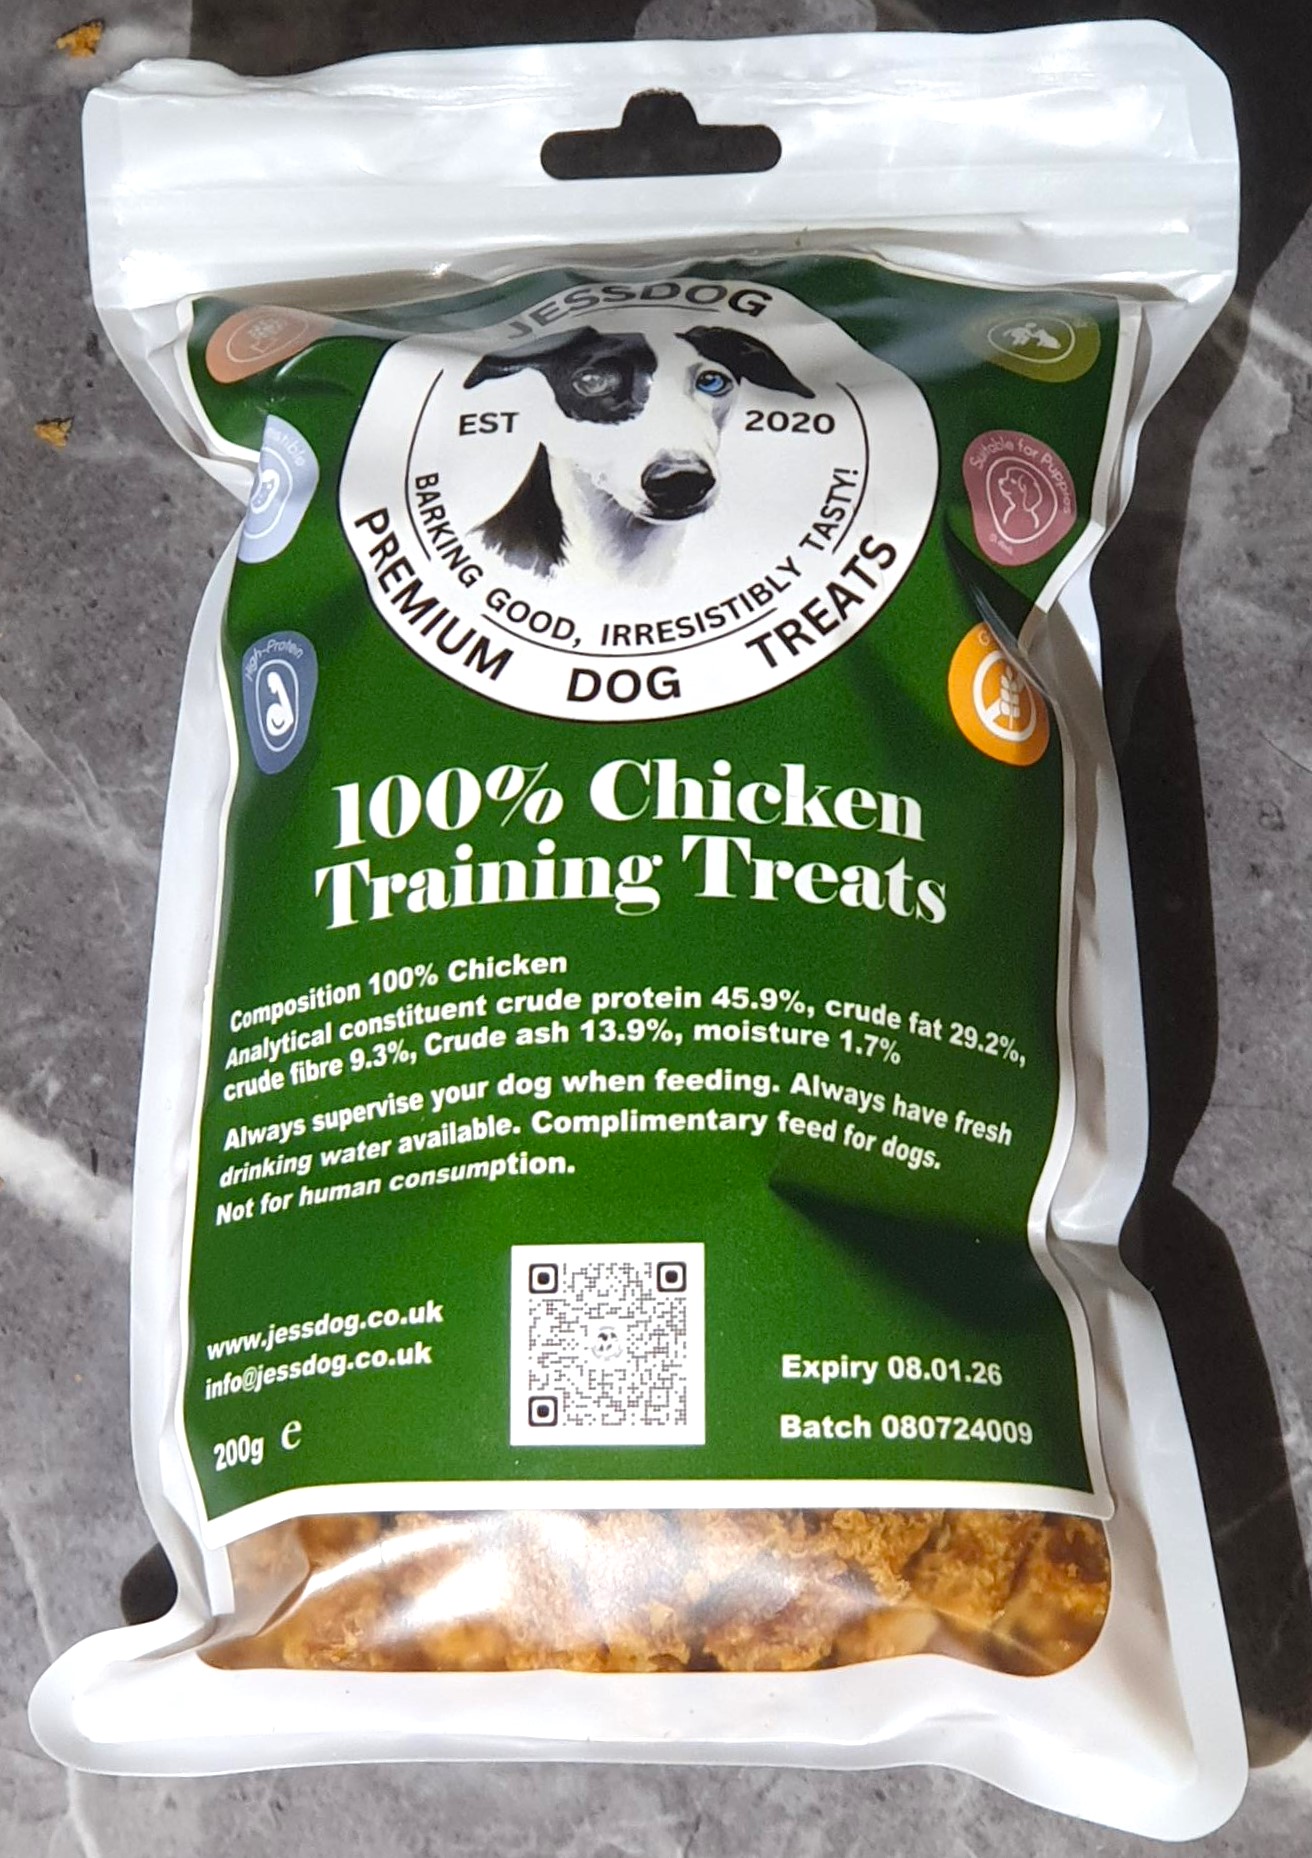 JESSDOG
EST 2020
BARKING GOOD, IRRESISTIBLY TASTY!
PREMIUM DOG TREATS
Suitable for Puppies
High-Protein
100% Chicken
Training Treats
Composition 100% Chicken
Analytical constituent crude protein 45.9%, crude fat 29.2%,
crude fibre 9.3%, Crude ash 13.9%, moisture 1.7%
Always supervise your dog when feeding. Always have fresh
drinking water available. Complimentary feed for dogs.
Not for human consumption.
www.jessdog.co.uk
info@jessdog.co.uk
200g e
Expiry 08.01.26
Batch 080724009